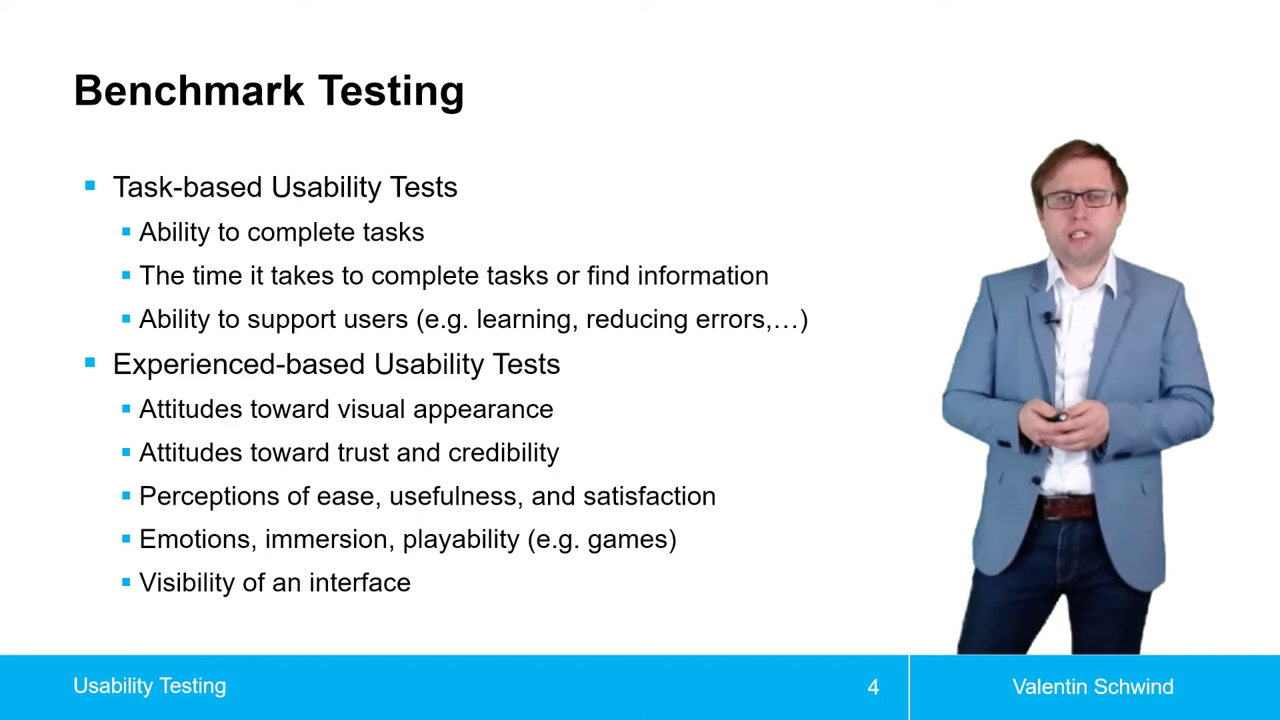 Benchmark Testing
Task-based Usability Tests
Ability to complete tasks
The time it takes to complete tasks or find information
Ability to support users (e.g. learning, reducing errors,…)
Experienced-based Usability Tests
Attitudes toward visual appearance
Attitudes toward trust and credibility
Perceptions of ease, usefulness, and satisfaction
Emotions, immersion, playability (e.g. games)
Visibility of an interface
Usability Testing
4
Valentin Schwind